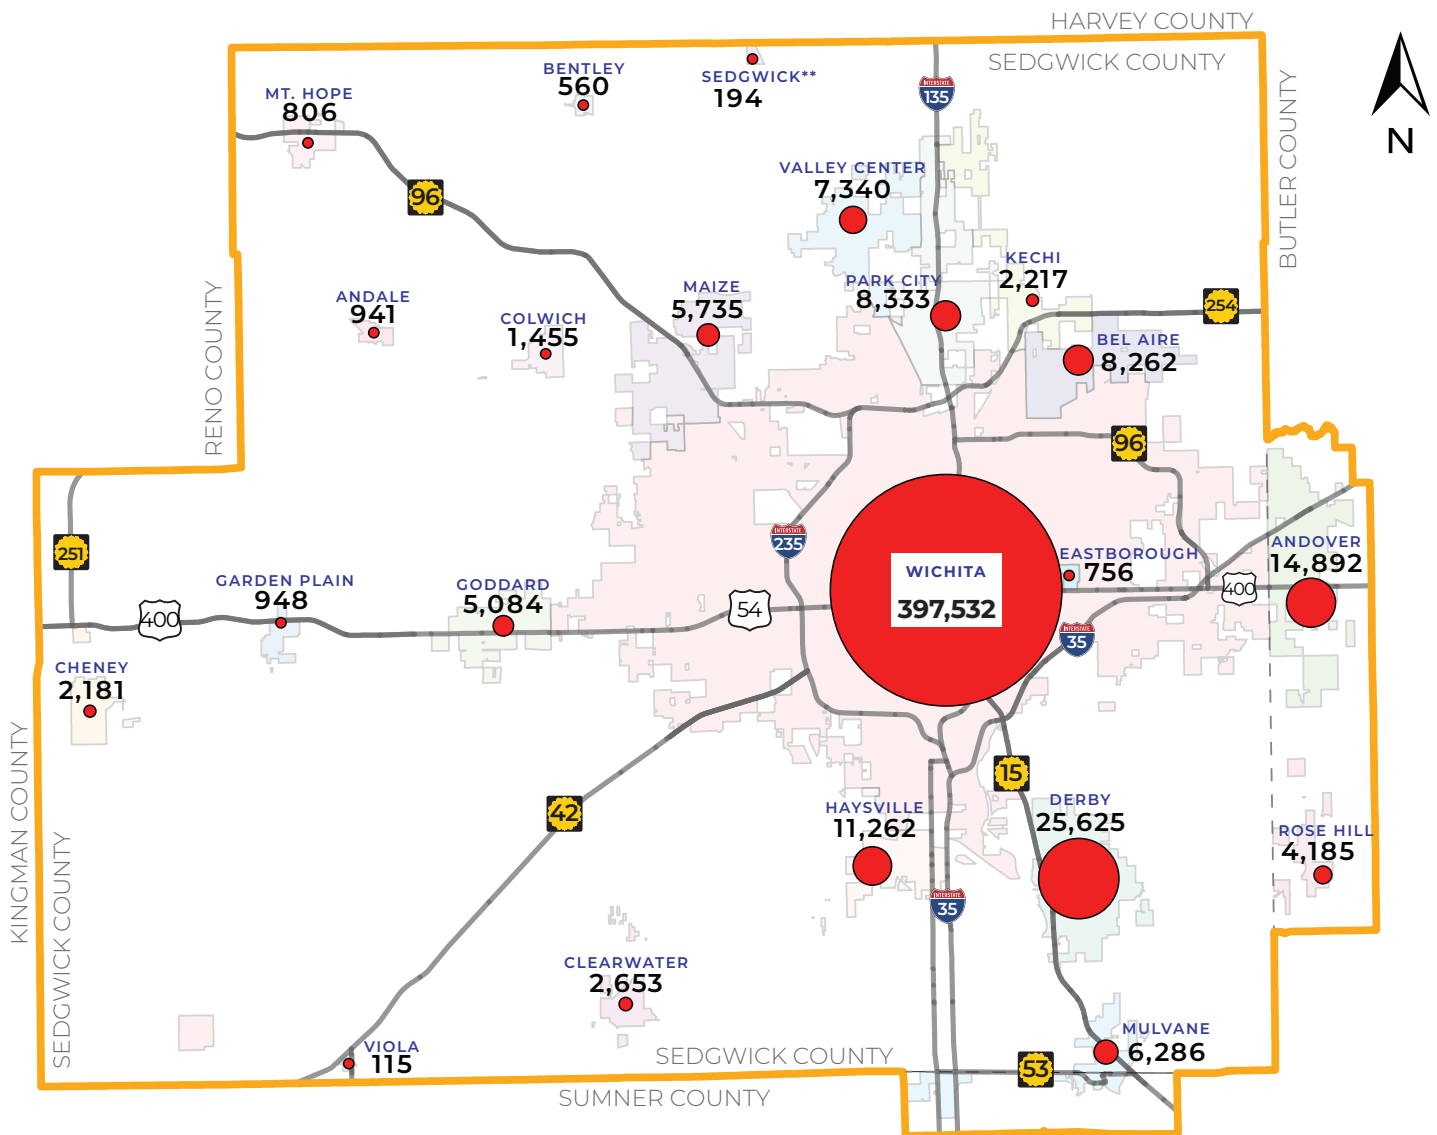 HARVEY COUNTY
SEDGWICK COUNTY
BENTLEY
560
SEDGWICK**
194
MT. HOPE
806
INTERSTATE
135
N
BUTLER COUNTY
96
VALLEY CENTER
7,340
KECHI
2,217
PARK CITY
8,333
MAIZE
5,735
ANDALE
941
COLWICH
1,455
254
BEL AIRE
8,262
RENO COUNTY
96
INTERSTATE
235
251
WICHITA
397,532
EASTBOROUGH
756
ANDOVER
14,892
GARDEN PLAIN
948
GODDARD
5,084
400
54
400
INTERSTATE
35
CHENEY
2,181
KINGMAN COUNTY
SEDGWICK COUNTY
42
15
HAYSVILLE
11,262
DERBY
25,625
ROSE HILL
4,185
INTERSTATE
35
CLEARWATER
2,653
MULVANE
6,286
VIOLA
115
SEDGWICK COUNTY
53
SUMNER COUNTY